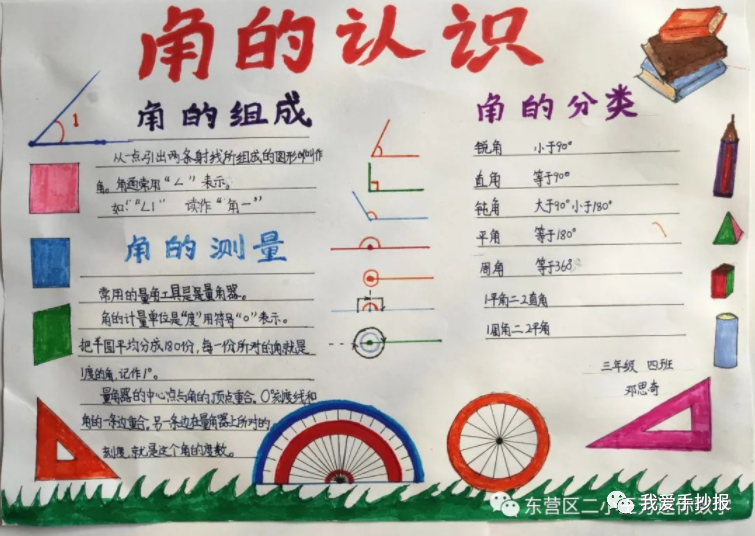 角的认识
角的组成
1
从一点引出两条射线所组成的图形叫作
角。角通常用“∠”表示。
如:“∠1 读作“角一”
角的测量
常用的量角工具是是量角器。
角的计量单位是“度”用符号“°”表示。
把半圆平均分成180份,每一份所对的角就是
1度的角,记作1°。
量角器的中心点与角的顶点重合。0°刻度线和
角的一条边重合。另一条边在量角器上所对的
刻度,就是这个角的度数。
角的分类
锐角 小于90°
直角 等于90°
钝角 大于90°小于180°
平角 等于180°
周角 等于368
1平角=2直角
1周角=2平角
三年级 四班
邓思奇
东营区二小
我爱手抄报